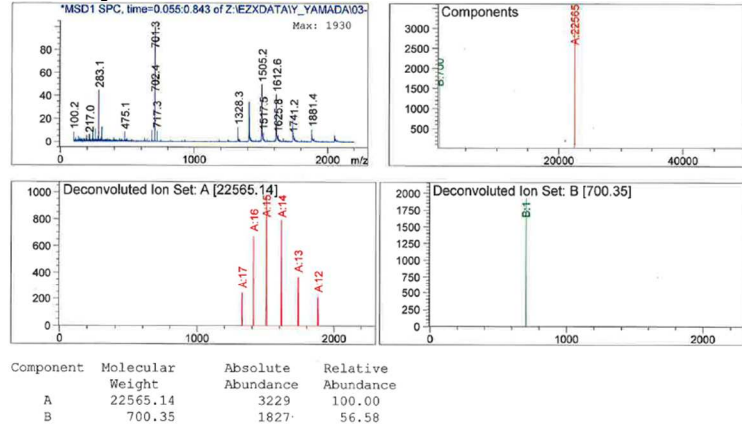 *MSD1 SPC, time=0.055:0.843 of Z:\EZXDATA\Y_YAMADA\03-
Max: 1930
80
60
40
20
0
100.2
217.0
283.1
475.1
701.3
702.4
717.3
1328.3
1505.2
1517.5
1612.6
1625.8
1741.2
1881.4
0
1000
2000
m/z
Components
3000
2500
2000
1500
1000
500
B:700
A:22565
20000
40000
Deconvoluted Ion Set: A [22565.14]
1000
800
600
400
200
0
A:17
A:16
A:15
A:14
A:13
A:12
0
1000
2000
Deconvoluted Ion Set: B [700.35]
2000
1750
1500
1250
1000
750
500
250
0
B:1
0
1000
2000
Component Molecular Absolute Relative
Weight Abundance Abundance
A 22565.14 3229 100.00
B 700.35 1827 56.58